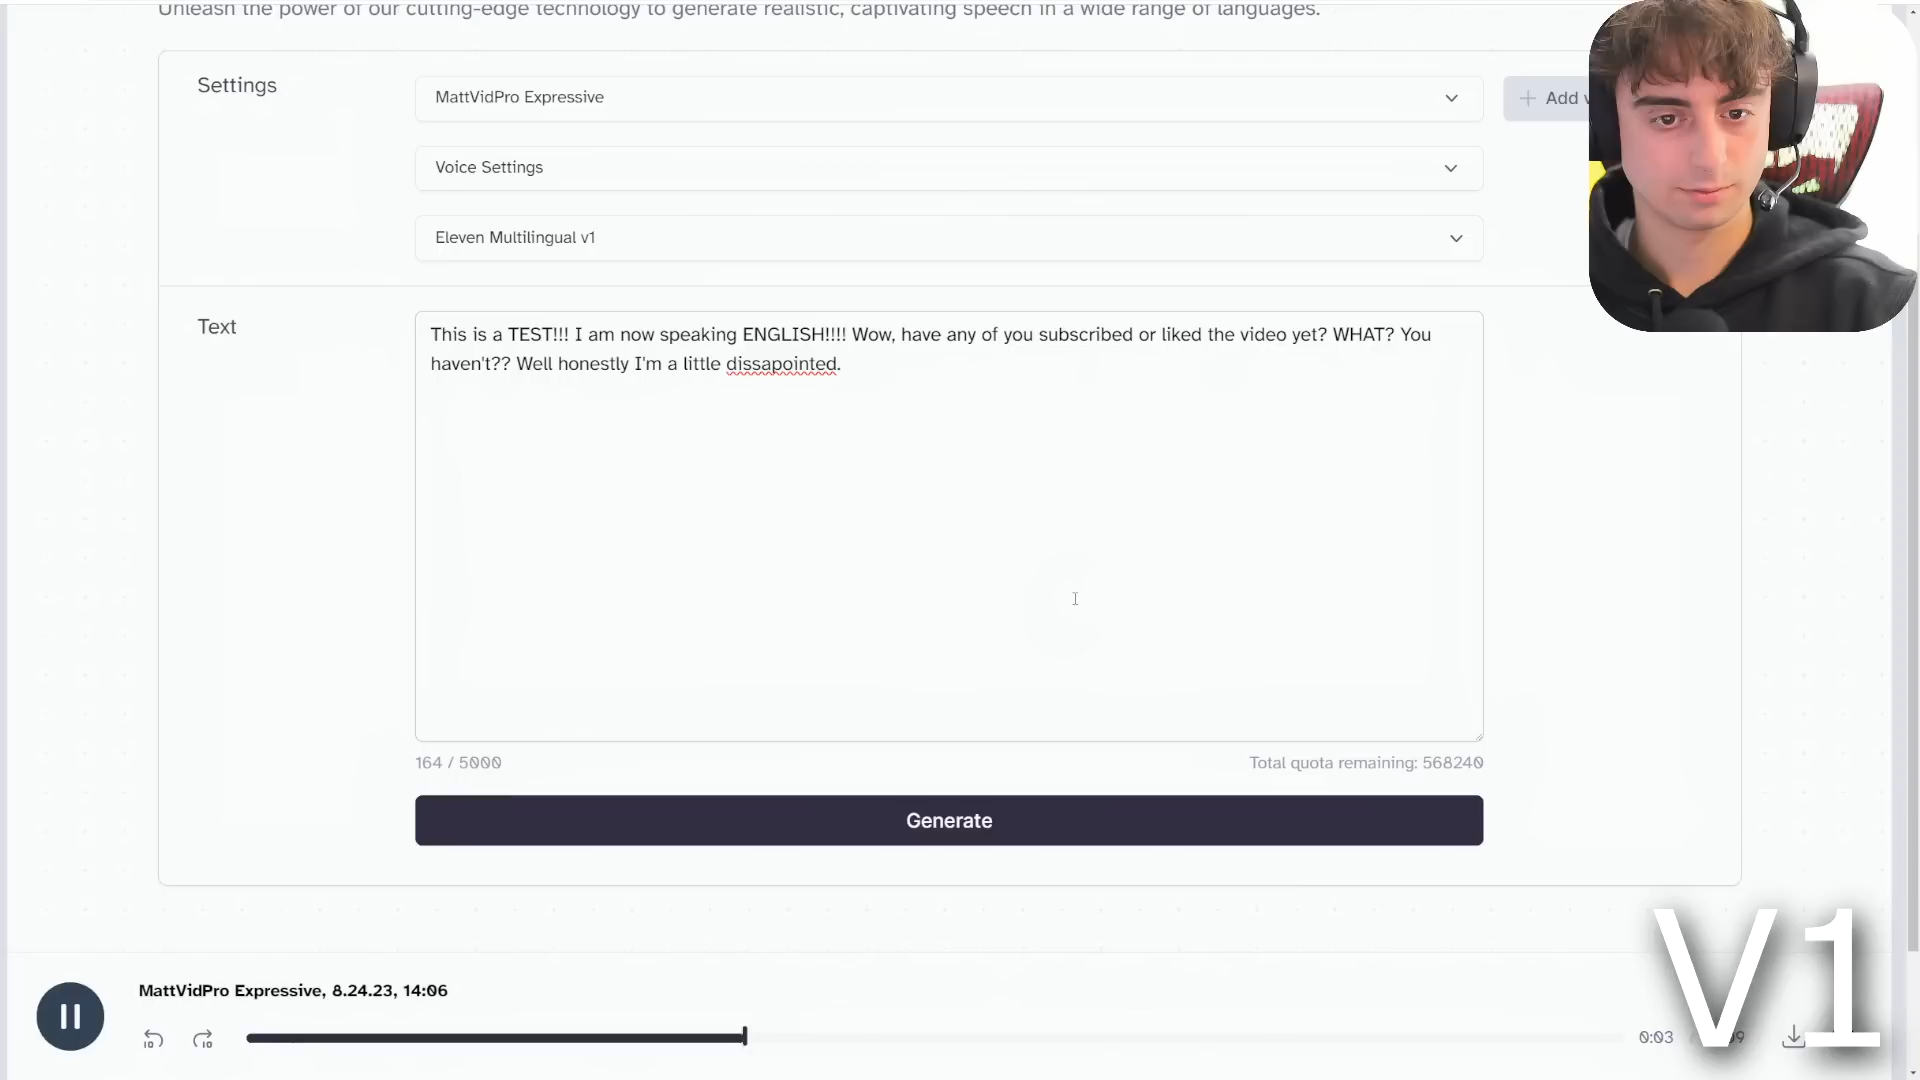 Unleash the power of our cutting-edge technology to generate realistic, captivating speech in a wide range of languages.
Settings
MattVidPro Expressive
Add
Voice Settings
Eleven Multilingual v1
Text
This is a TEST!!! I am now speaking ENGLISH!!!! Wow, have any of you subscribed or liked the video yet? WHAT? You
haven't?? Well honestly I'm a little dissapointed.
164 / 5000
Total quota remaining: 568240
Generate
V1
MattVidPro Expressive, 8.24.23, 14:06
10
10
0:03